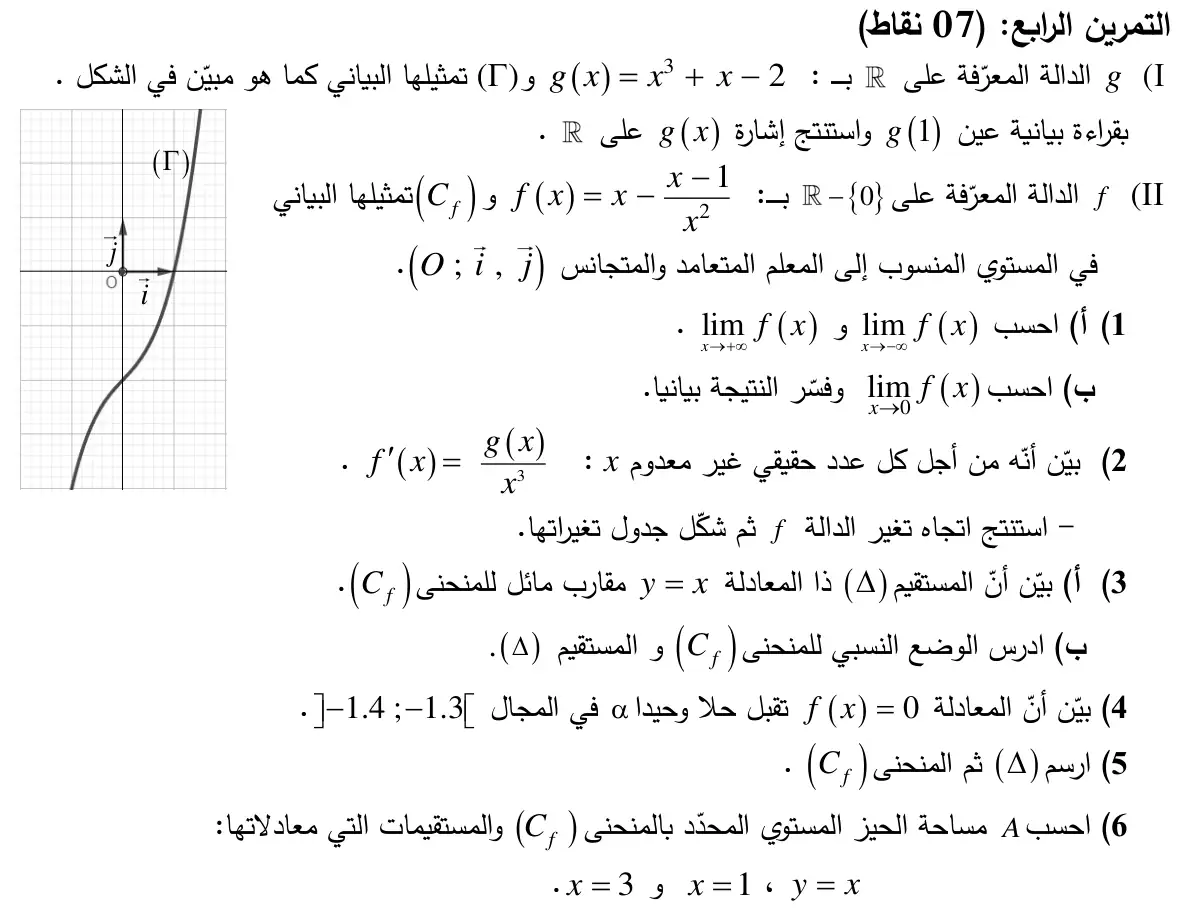 التمرين الرابع: (07 نقاط)
I) g الدالة المعرّفة على ℝ بــ : g(x) = x³ + x − 2 و (Γ) تمثيلها البياني كما هو مبيّن في الشكل .
بقراءة بيانية عين g(1) واستنتج إشارة g(x) على ℝ .
II) f الدالة المعرّفة على ℝ−{0} بــ: f(x) = x − (x − 1)/x² و (C_f) تمثيلها البياني
في المستوي المنسوب إلى المعلم المتعامد والمتجانس (O ; i⃗ , j⃗).
1) أ) احسب lim_{x→−∞} f(x) و lim_{x→+∞} f(x) .
ب) احسب lim_{x→0} f(x) وفسّر النتيجة بيانيا.
2) بيّن أنّه من أجل كل عدد حقيقي غير معدوم x : f′(x) = g(x)/x³ .
− استنتج اتجاه تغير الدالة f ثم شكّل جدول تغيراتها.
3) أ) بيّن أنّ المستقيم (Δ) ذا المعادلة y = x مقارب مائل للمنحنى (C_f).
ب) ادرس الوضع النسبي للمنحنى (C_f) و المستقيم (Δ).
4) بيّن أنّ المعادلة f(x) = 0 تقبل حلا وحيدا α في المجال ]−1.4 ; −1.3[ .
5) ارسم (Δ) ثم المنحنى (C_f) .
6) احسب A مساحة الحيز المستوي المحدّد بالمنحنى (C_f) والمستقيمات التي معادلاتها:
y = x ، x = 1 و x = 3 .
(Γ)
j⃗
O
i⃗